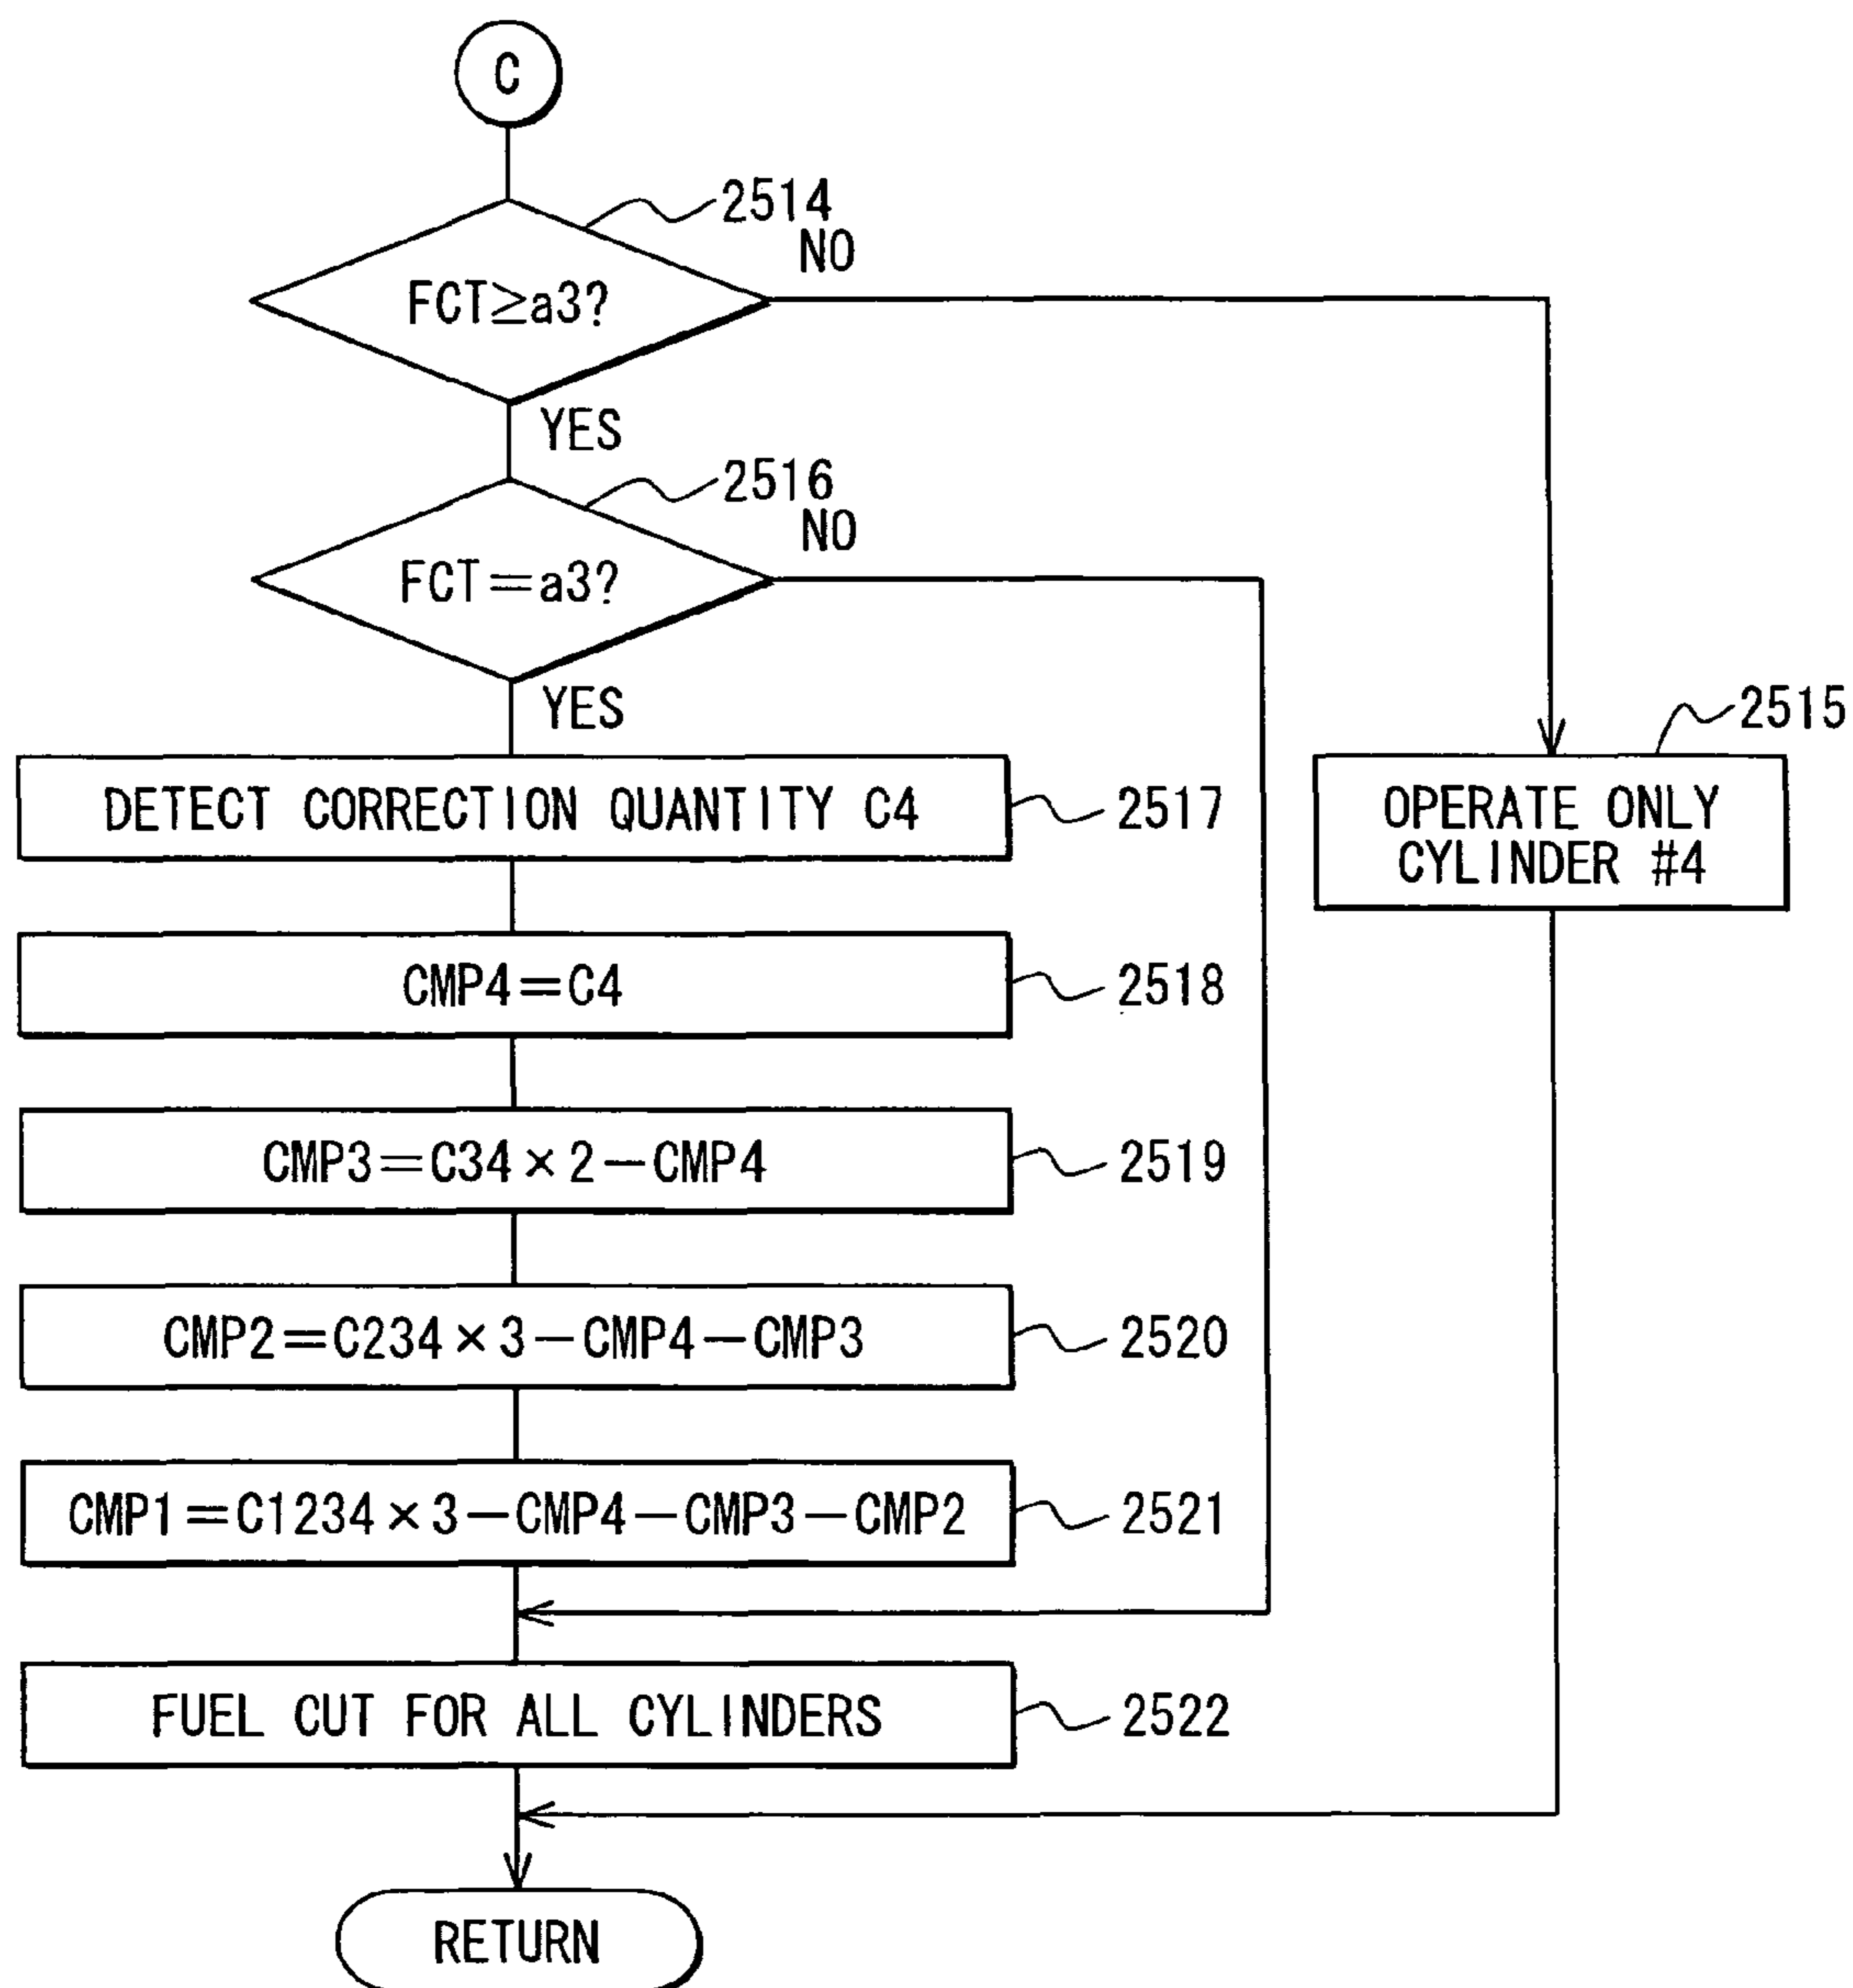 C
2514
NO
FCT≧a3?
YES
2516
NO
FCT=a3?
YES
2515
DETECT CORRECTION QUANTITY C4
2517
OPERATE ONLY
CYLINDER #4
CMP4=C4
2518
CMP3=C34×2-CMP4
2519
CMP2=C234×3-CMP4-CMP3
2520
CMP1=C1234×3-CMP4-CMP3-CMP2
2521
FUEL CUT FOR ALL CYLINDERS
2522
RETURN